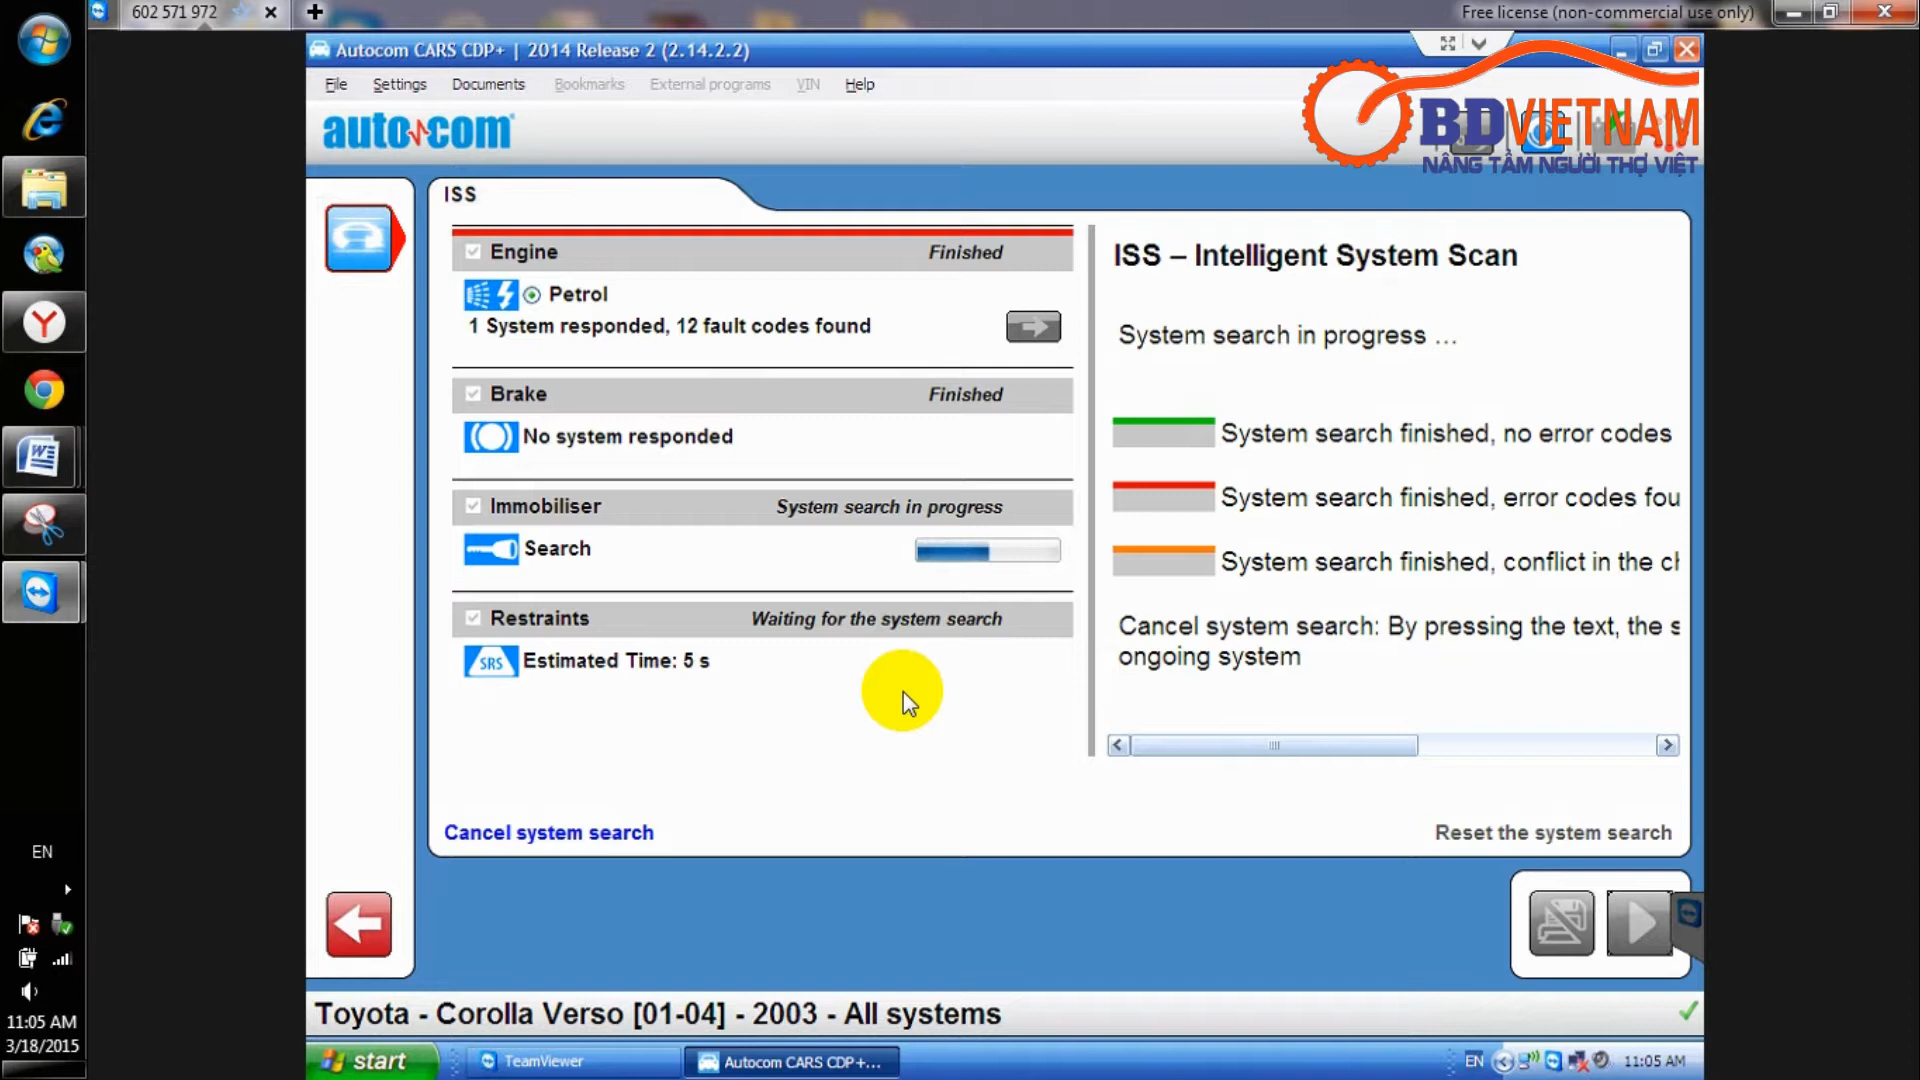 602 571 972
Free license (non-commercial use only)
Autocom CARS CDP+ | 2014 Release 2 (2.14.2.2)
File Settings Documents Bookmarks External programs VIN Help
auto com
BDVIETNAM
NÂNG TẦM NGƯỜI THỢ VIỆT
ISS
Engine Finished
Petrol
1 System responded, 12 fault codes found
Brake Finished
No system responded
Immobiliser System search in progress
Search
Restraints Waiting for the system search
SRS Estimated Time: 5 s
ISS – Intelligent System Scan
System search in progress ...
System search finished, no error codes
System search finished, error codes fou
System search finished, conflict in the ch
Cancel system search: By pressing the text, the s
ongoing system
Cancel system search
Reset the system search
Toyota - Corolla Verso [01-04] - 2003 - All systems
start
TeamViewer
Autocom CARS CDP+...
EN
11:05 AM
EN
11:05 AM
3/18/2015